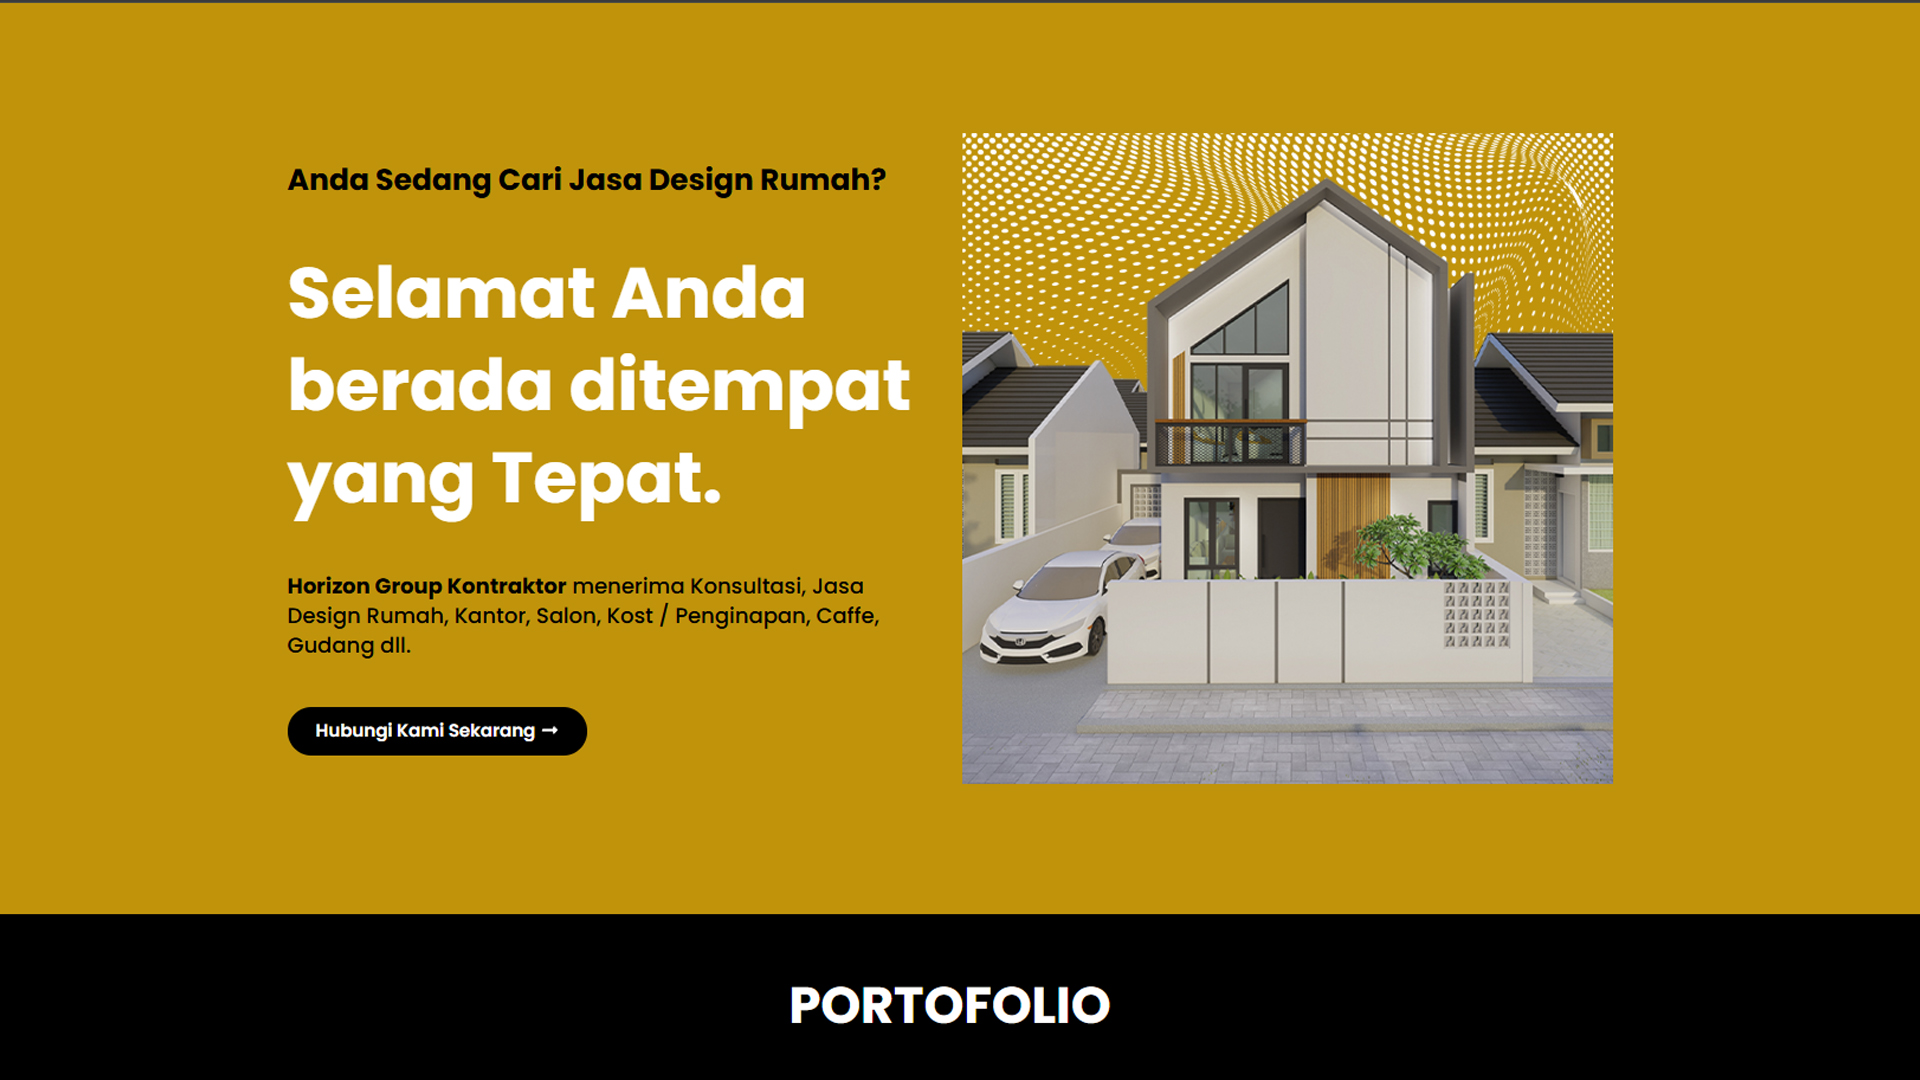 Anda Sedang Cari Jasa Design Rumah?
Selamat Anda
berada ditempat
yang Tepat.
Horizon Group Kontraktor menerima Konsultasi, Jasa
Design Rumah, Kantor, Salon, Kost / Penginapan, Caffe,
Gudang dll.
Hubungi Kami Sekarang →
PORTOFOLIO